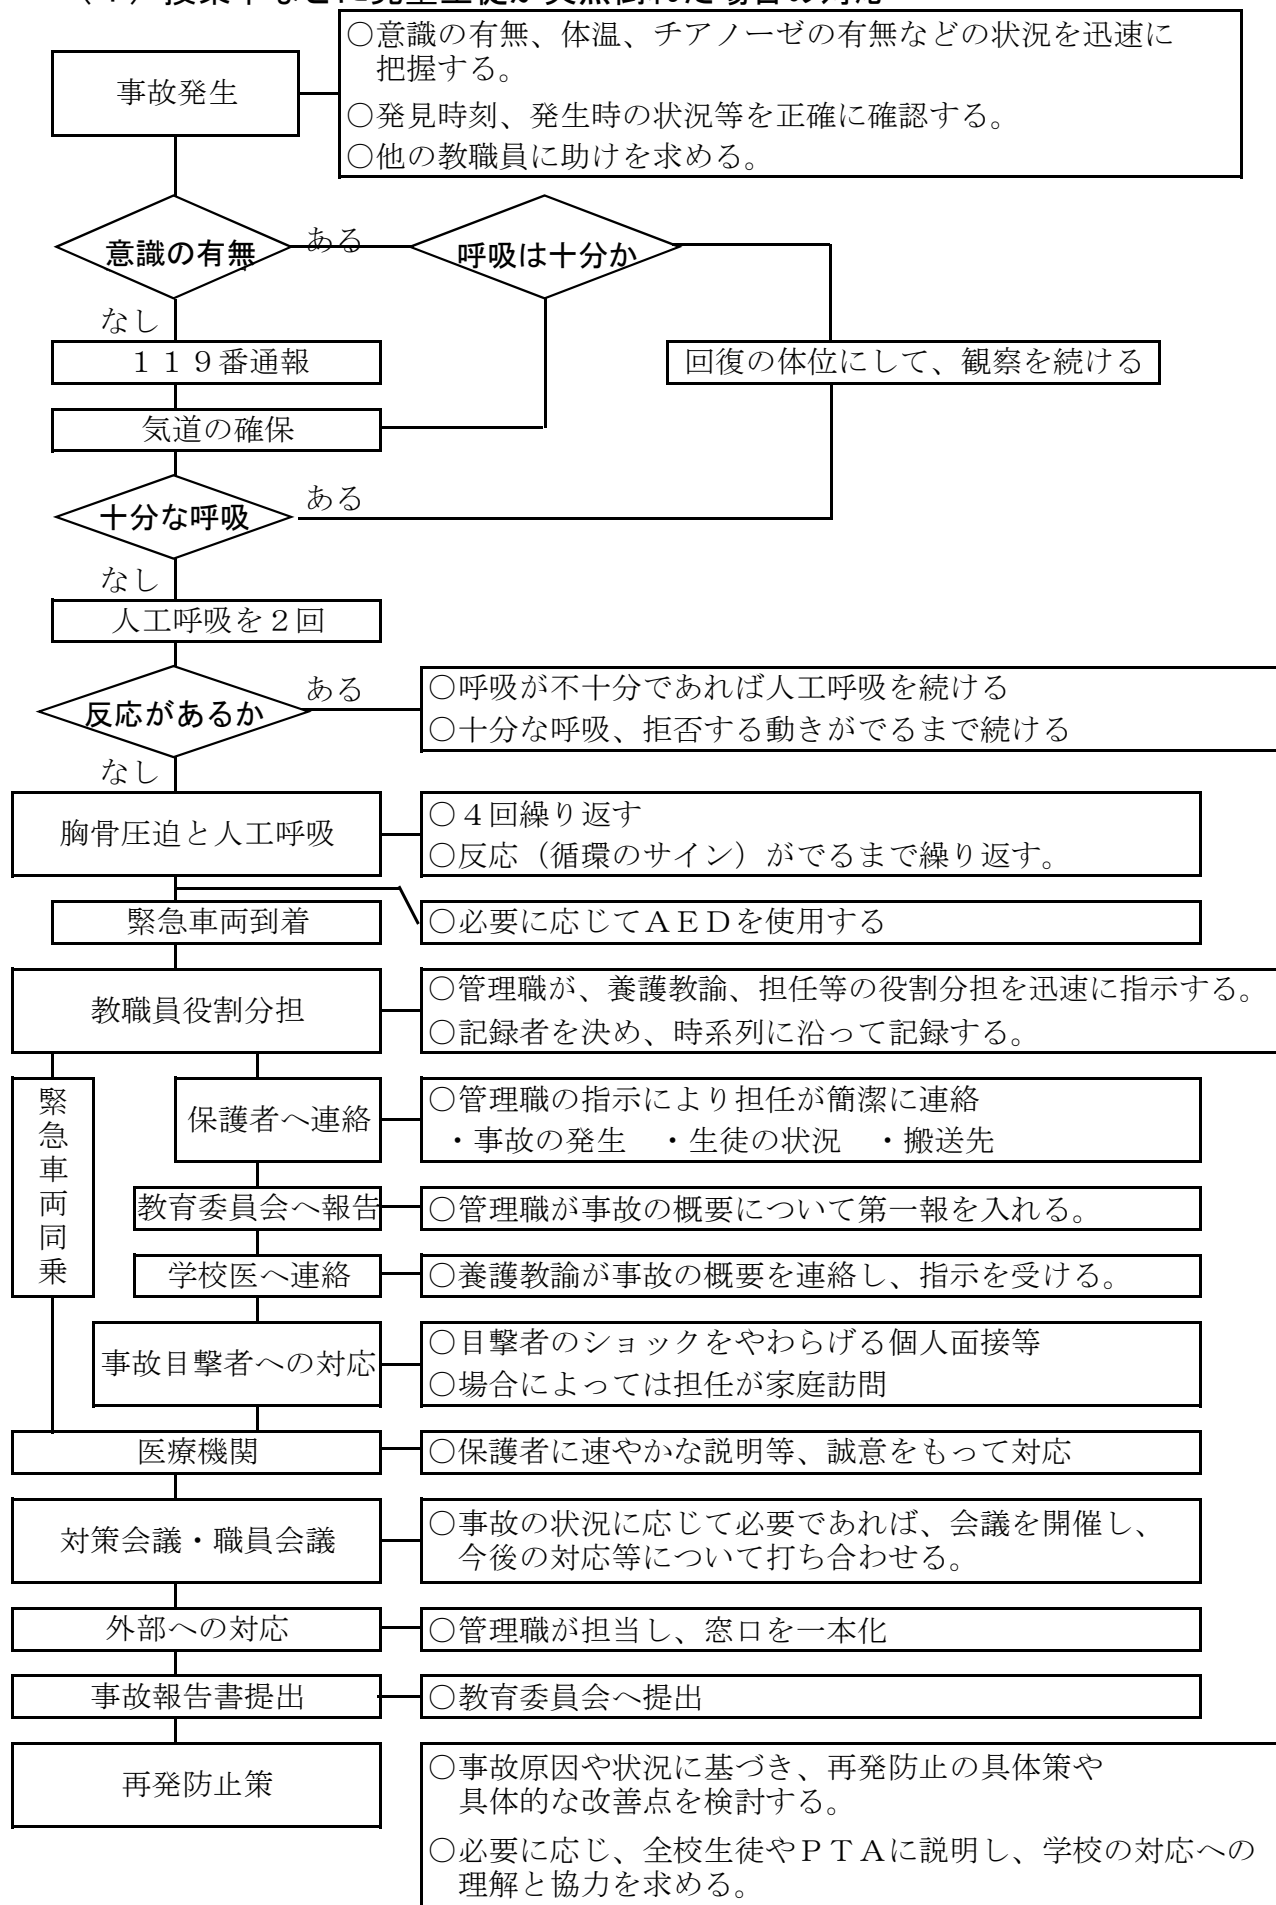 事故発生
○意識の有無、体温、チアノーゼの有無などの状況を迅速に
把握する。
○発見時刻、発生時の状況等を正確に確認する。
○他の教職員に助けを求める。
意識の有無
ある
呼吸は十分か
なし
１１９番通報
回復の体位にして、観察を続ける
気道の確保
十分な呼吸
ある
なし
人工呼吸を２回
反応があるか
ある
○呼吸が不十分であれば人工呼吸を続ける
○十分な呼吸、拒否する動きがでるまで続ける
なし
胸骨圧迫と人工呼吸
○４回繰り返す
○反応（循環のサイン）がでるまで繰り返す。
緊急車両到着
○必要に応じてＡＥＤを使用する
教職員役割分担
○管理職が、養護教諭、担任等の役割分担を迅速に指示する。
○記録者を決め、時系列に沿って記録する。
緊急車両同乗
保護者へ連絡
○管理職の指示により担任が簡潔に連絡
・事故の発生　・生徒の状況　・搬送先
教育委員会へ報告
○管理職が事故の概要について第一報を入れる。
学校医へ連絡
○養護教諭が事故の概要を連絡し、指示を受ける。
事故目撃者への対応
○目撃者のショックをやわらげる個人面接等
○場合によっては担任が家庭訪問
医療機関
○保護者に速やかな説明等、誠意をもって対応
対策会議・職員会議
○事故の状況に応じて必要であれば、会議を開催し、
今後の対応等について打ち合わせる。
外部への対応
○管理職が担当し、窓口を一本化
事故報告書提出
○教育委員会へ提出
再発防止策
○事故原因や状況に基づき、再発防止の具体策や
具体的な改善点を検討する。
○必要に応じ、全校生徒やＰＴＡに説明し、学校の対応への
理解と協力を求める。